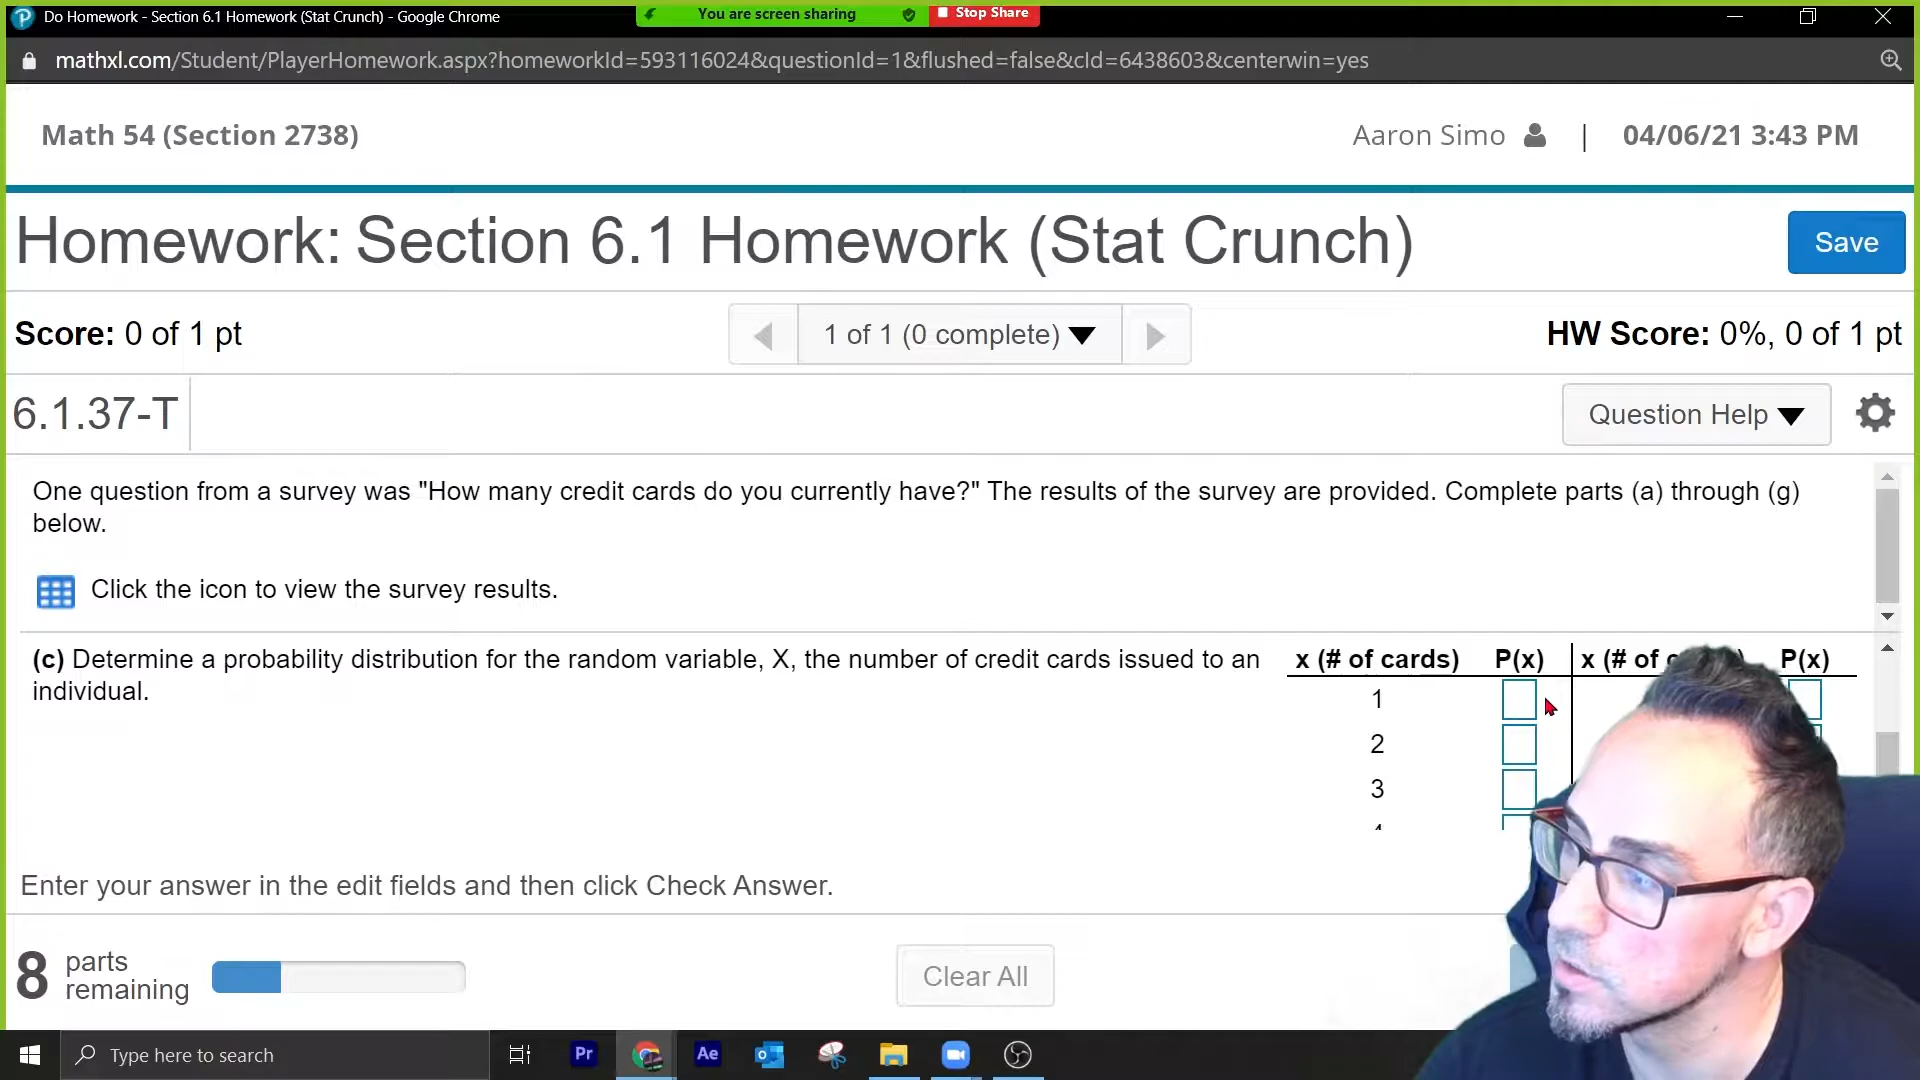 Do Homework - Section 6.1 Homework (Stat Crunch) - Google Chrome
You are screen sharing
Stop Share
mathxl.com/Student/PlayerHomework.aspx?homeworkId=593116024&questionId=1&flushed=false&cId=6438603&centerwin=yes
Math 54 (Section 2738)
Aaron Simo | 04/06/21 3:43 PM
Homework: Section 6.1 Homework (Stat Crunch)
Save
Score: 0 of 1 pt
1 of 1 (0 complete)
HW Score: 0%, 0 of 1 pt
6.1.37-T
Question Help
One question from a survey was "How many credit cards do you currently have?" The results of the survey are provided. Complete parts (a) through (g)
below.
Click the icon to view the survey results.
(c) Determine a probability distribution for the random variable, X, the number of credit cards issued to an
individual.
x (# of cards) P(x) x (# of P(x)
1
2
3
Enter your answer in the edit fields and then click Check Answer.
8 parts
remaining
Clear All
Type here to search
Pr
Ae